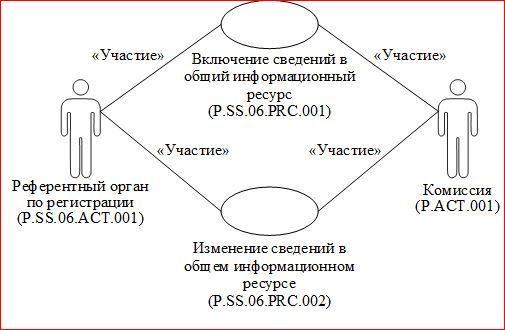 «Участие»
«Участие»
Включение сведений в
общий информационный
ресурс
(P.SS.06.PRC.001)
«Участие»
«Участие»
Референтный орган
по регистрации
(P.SS.06.ACT.001)
Комиссия
(P.ACT.001)
Изменение сведений в
общем информационном
ресурсе
(P.SS.06.PRC.002)